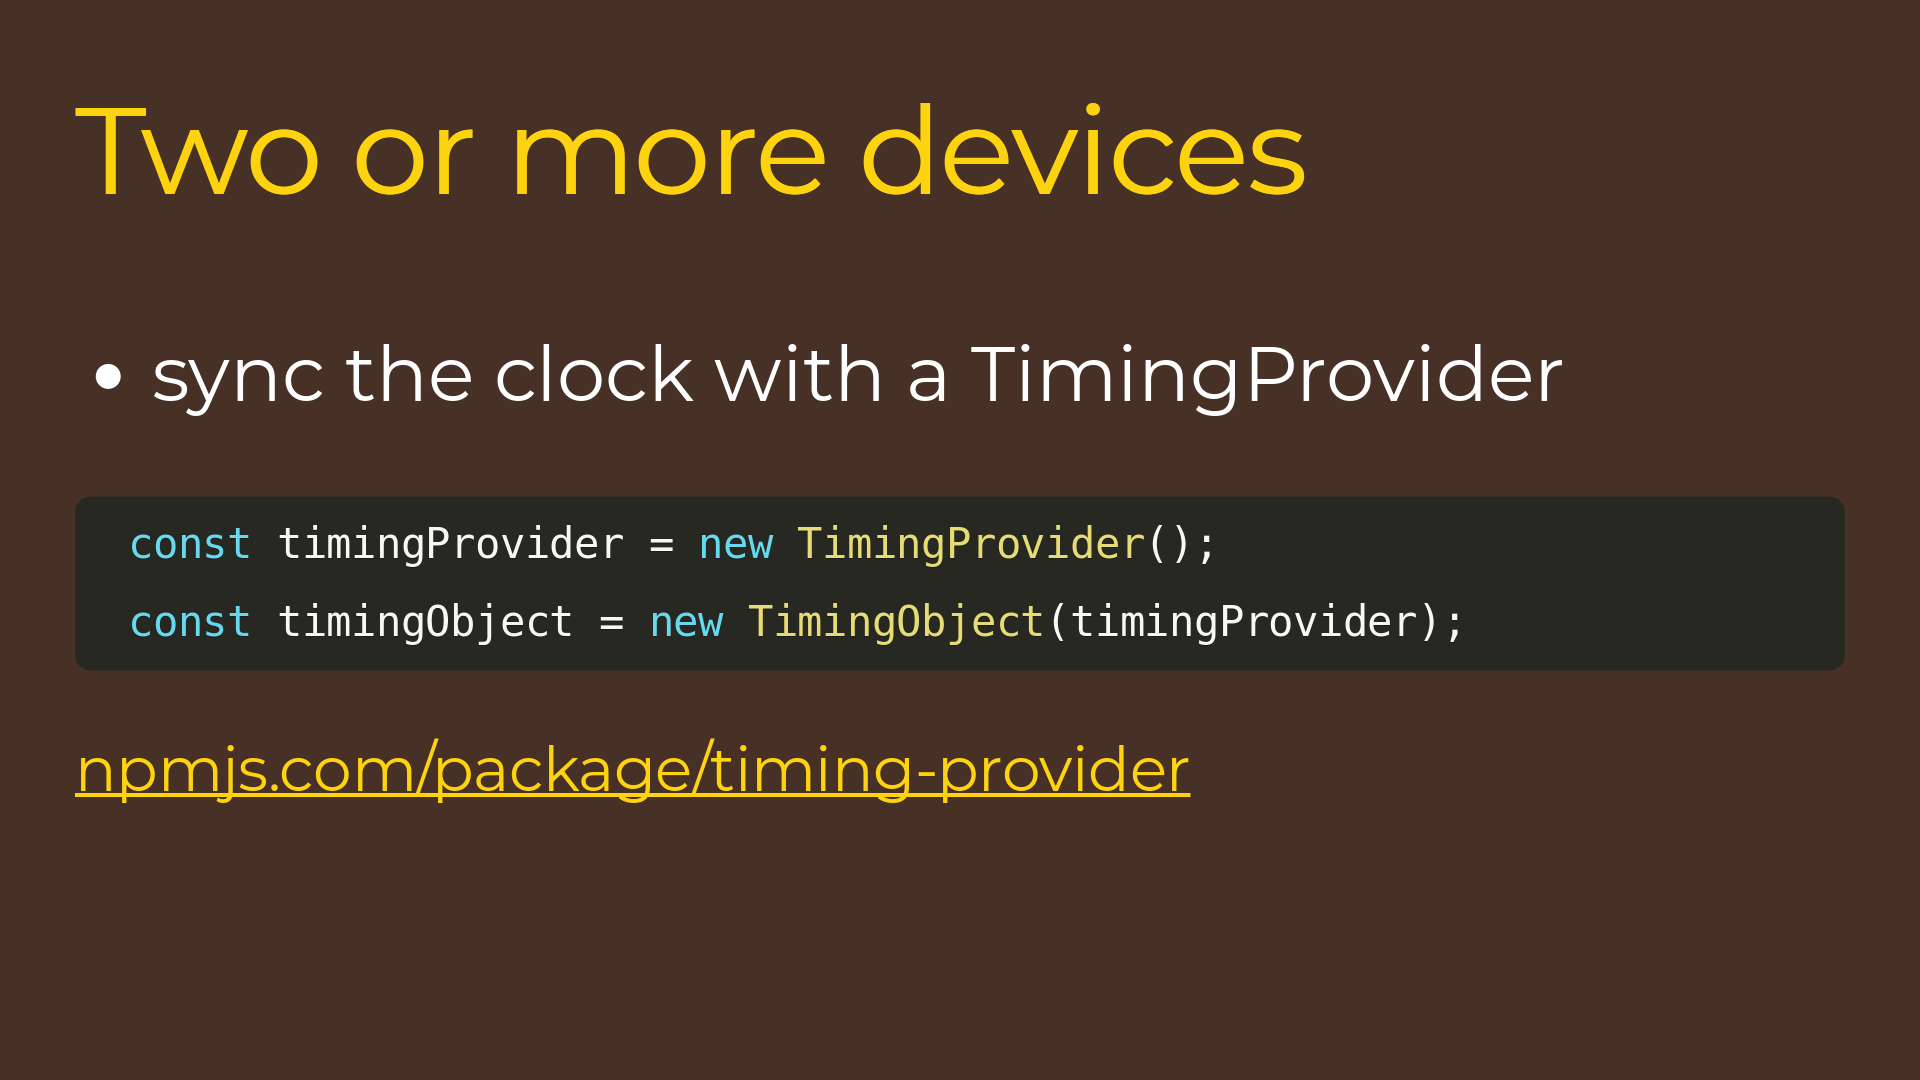 Two or more devices
• sync the clock with a TimingProvider
const timingProvider = new TimingProvider();
const timingObject = new TimingObject(timingProvider);
npmjs.com/package/timing-provider